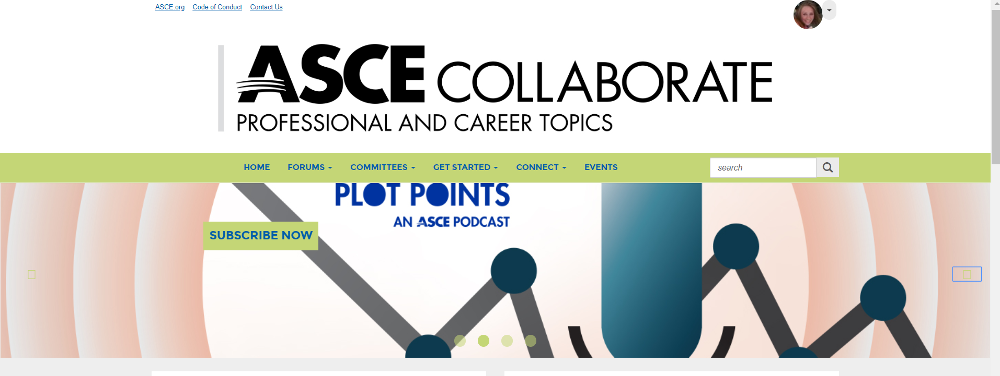 ASCE.org Code of Conduct Contact Us
ASCE COLLABORATE
PROFESSIONAL AND CAREER TOPICS
HOME FORUMS COMMITTEES GET STARTED CONNECT EVENTS search
PLOT POINTS
AN ASCE PODCAST
SUBSCRIBE NOW